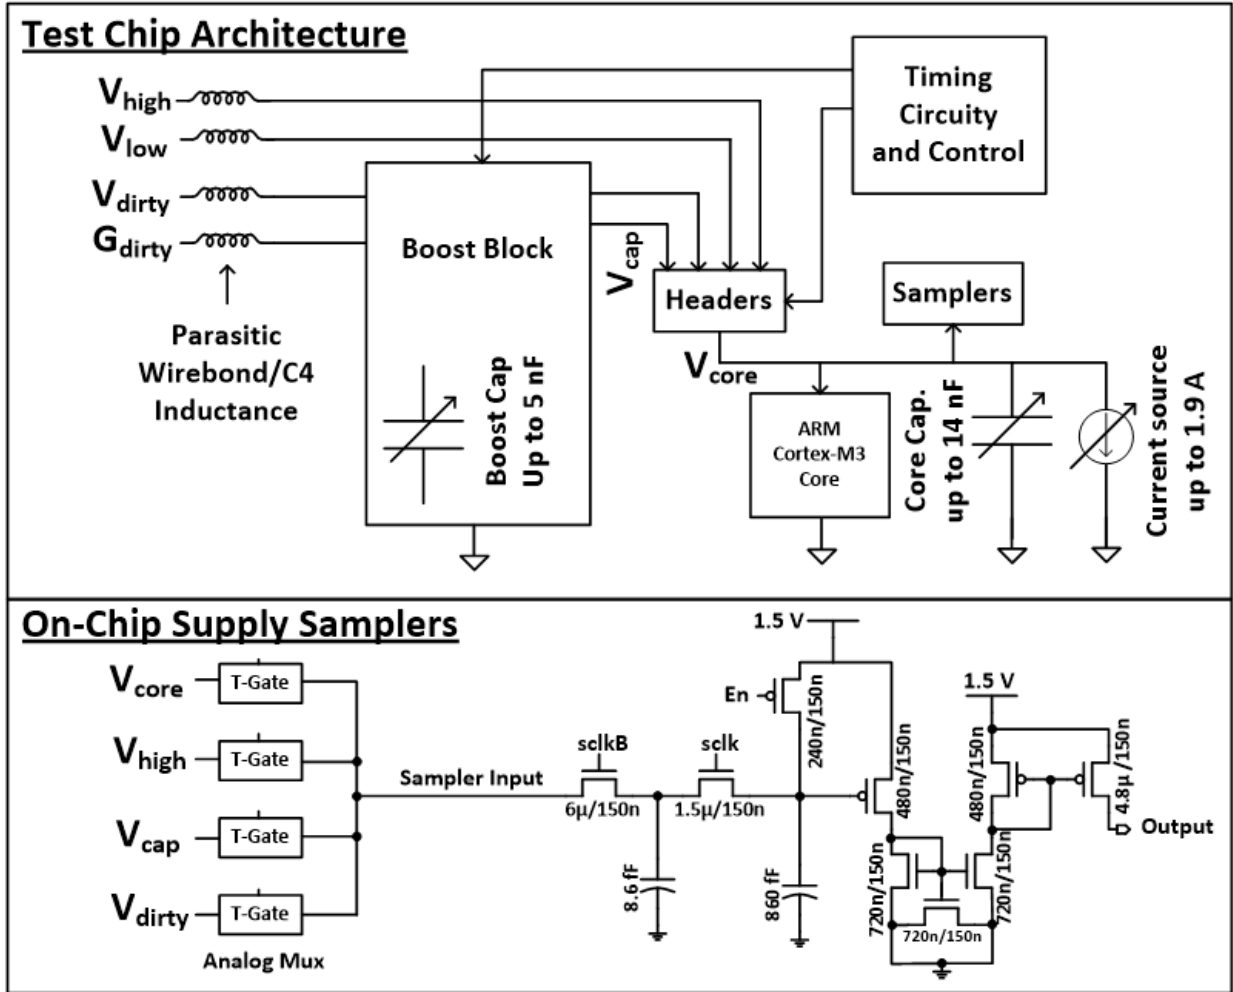 Test Chip Architecture
Vhigh
Vlow
Vdirty
Gdirty
Parasitic
Wirebond/C4
Inductance
Boost Block
Boost Cap
Up to 5 nF
Vcap
Timing
Circuity
and Control
Headers
Samplers
Vcore
ARM
Cortex-M3
Core
Core Cap.
up to 14 nF
Current source
up to 1.9 A
On-Chip Supply Samplers
Vcore
T-Gate
Vhigh
T-Gate
Vcap
T-Gate
Vdirty
T-Gate
Analog Mux
Sampler Input
sclkB
6µ/150n
8.6 fF
sclk
1.5µ/150n
860 fF
1.5 V
En
240n/150n
480n/150n
720n/150n
720n/150n
720n/150n
1.5 V
480n/150n
4.8µ/150n
Output